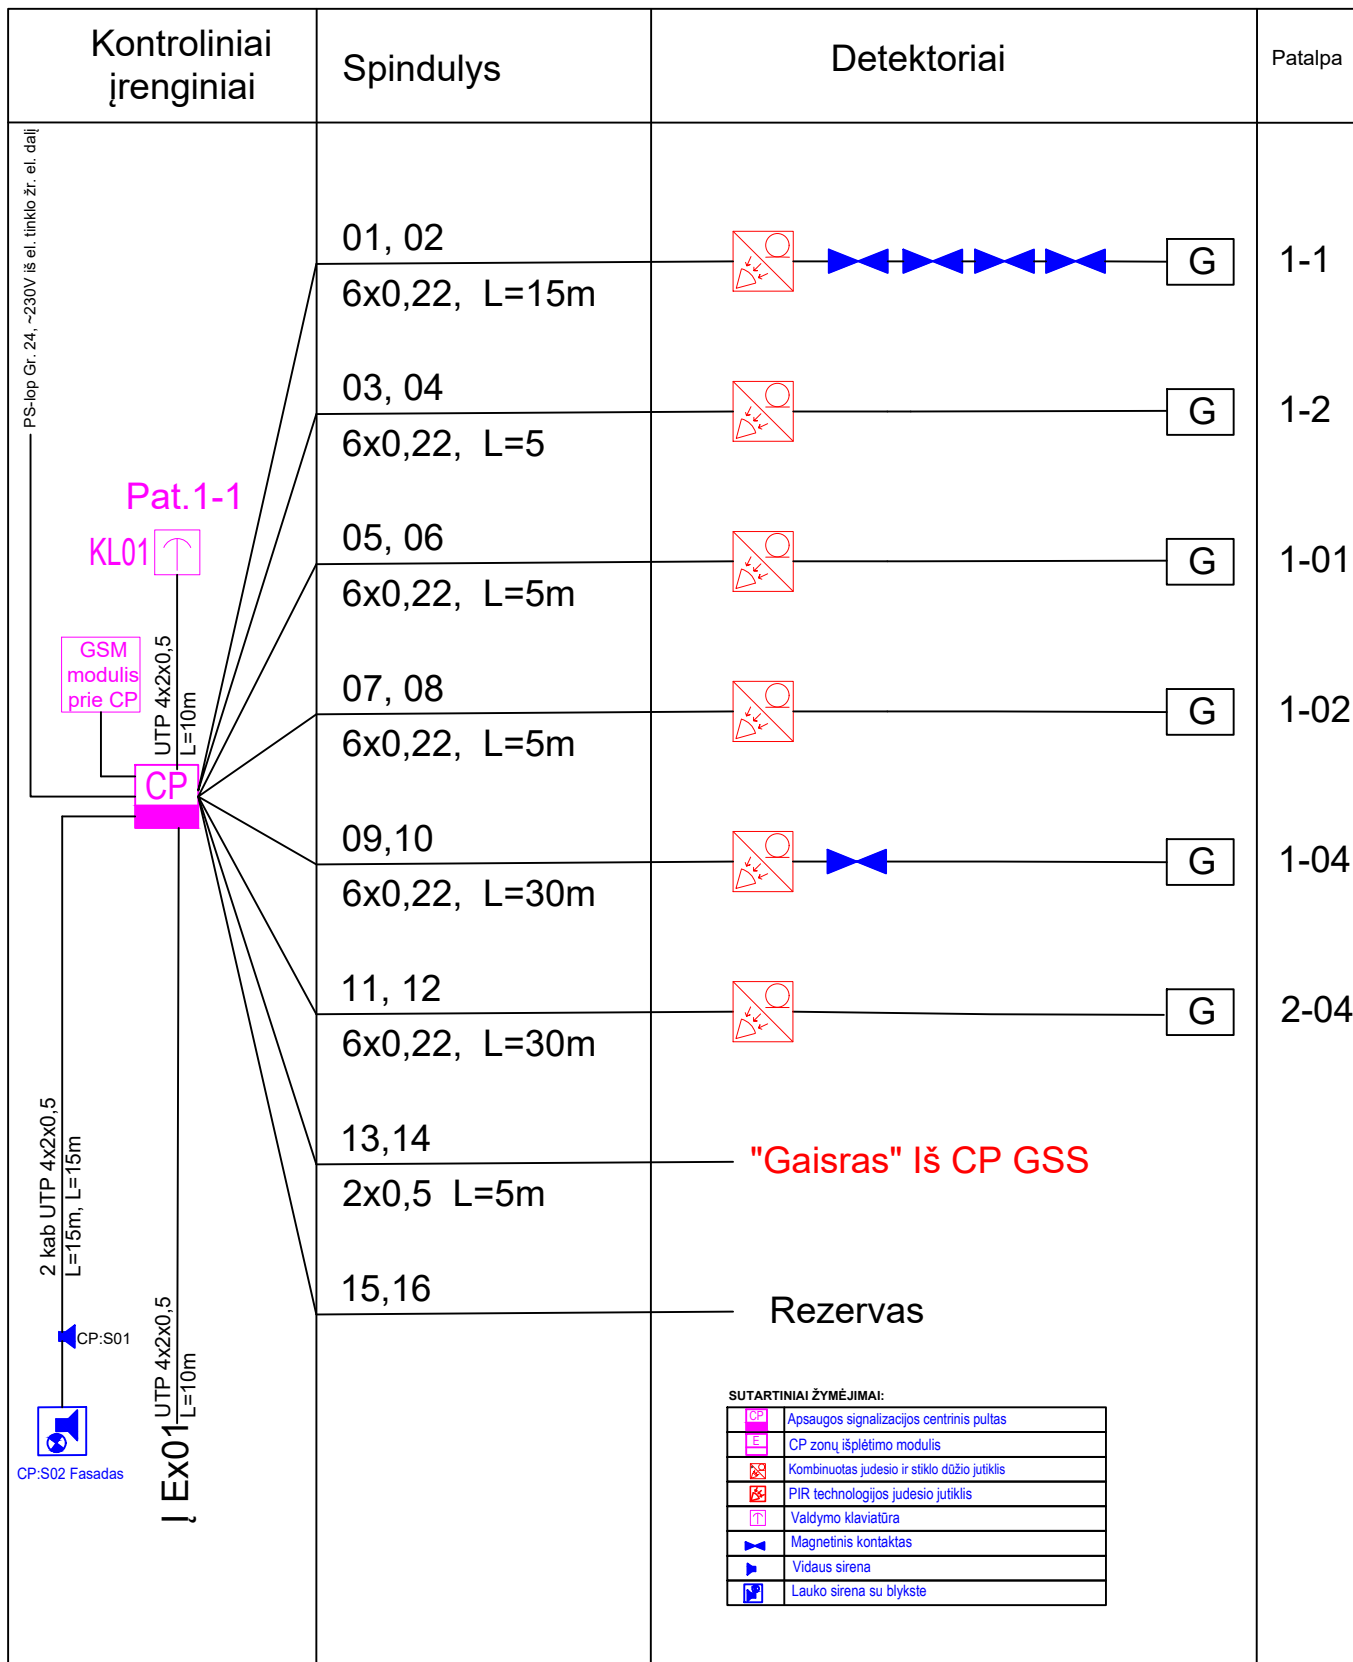 Kontroliniai
įrenginiai
Spindulys
Detektoriai
Patalpa
PS-lop Gr. 24, ~230V iš el. tinklo žr. el. dalį
01, 02
6x0,22, L=15m
G
1-1
03, 04
6x0,22, L=5
G
1-2
Pat.1-1
KL01
05, 06
6x0,22, L=5m
G
1-01
GSM
modulis
prie CP
UTP 4x2x0,5
L=10m
CP
07, 08
6x0,22, L=5m
G
1-02
09,10
6x0,22, L=30m
G
1-04
11, 12
6x0,22, L=30m
G
2-04
2 kab UTP 4x2x0,5
L=15m, L=15m
13,14
2x0,5 L=5m
"Gaisras" Iš CP GSS
15,16
Rezervas
CP:S01
CP:S02 Fasadas
UTP 4x2x0,5
L=10m
Į Ex01
SUTARTINIAI ŽYMĖJIMAI:
CP
Apsaugos signalizacijos centrinis pultas
E
CP zonų išplėtimo modulis
Kombinuotas judesio ir stiklo dūžio jutiklis
PIR technologijos judesio jutiklis
Valdymo klaviatūra
Magnetinis kontaktas
Vidaus sirena
Lauko sirena su blykste